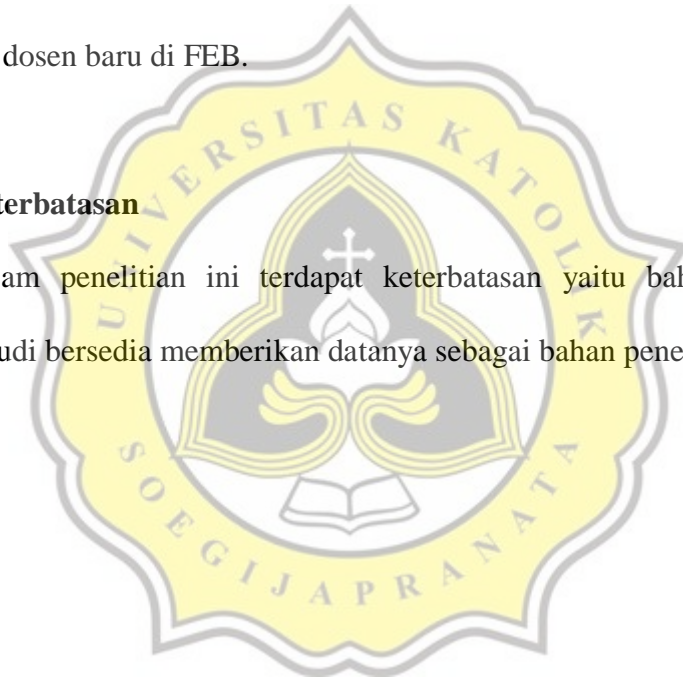 dosen baru di FEB.
terbatasan
am penelitian ini terdapat keterbatasan yaitu bah
udi bersedia memberikan datanya sebagai bahan pene
UNIVERSITAS KATOLIK
SOEGIJAPRANATA